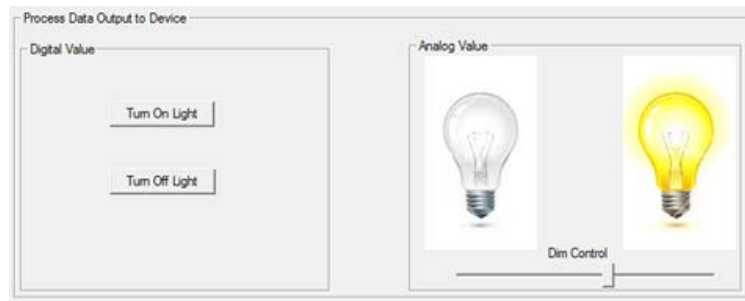 Process Data Output to Device
Digital Value
Turn On Light
Turn Off Light
Analog Value
Dim Control